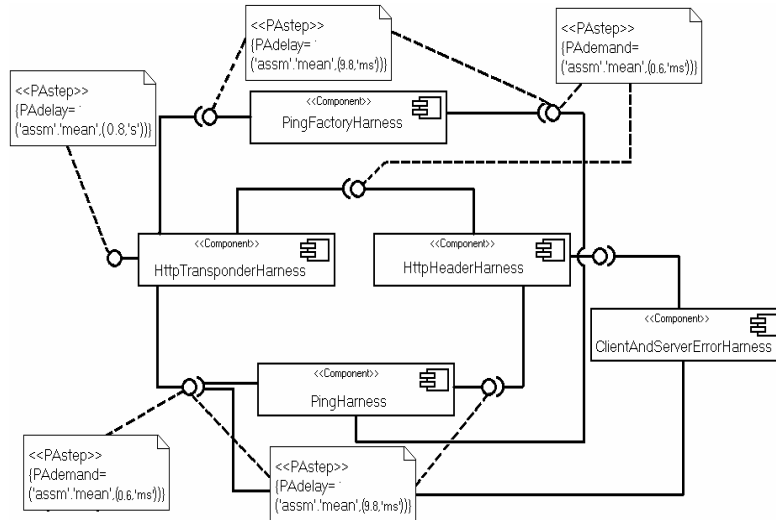 <<PAstep>>
{PAdelay=
('assm'.'mean',(9.8,'ms'))}
<<PAstep>>
{PAdemand=
('assm'.'mean',(0.6,'ms'))}
<<PAstep>>
{PAdelay=
('assm'.'mean',(0.8,'s'))}
<<Component>>
PingFactoryHarness
<<Component>>
HttpTransponderHarness
<<Component>>
HttpHeaderHarness
<<Component>>
ClientAndServerErrorHarness
<<Component>>
PingHarness
<<PAstep>>
{PAdemand=
('assm'.'mean',(0.6,'ms'))}
<<PAstep>>
{PAdelay=
('assm'.'mean',(9.8,'ms'))}